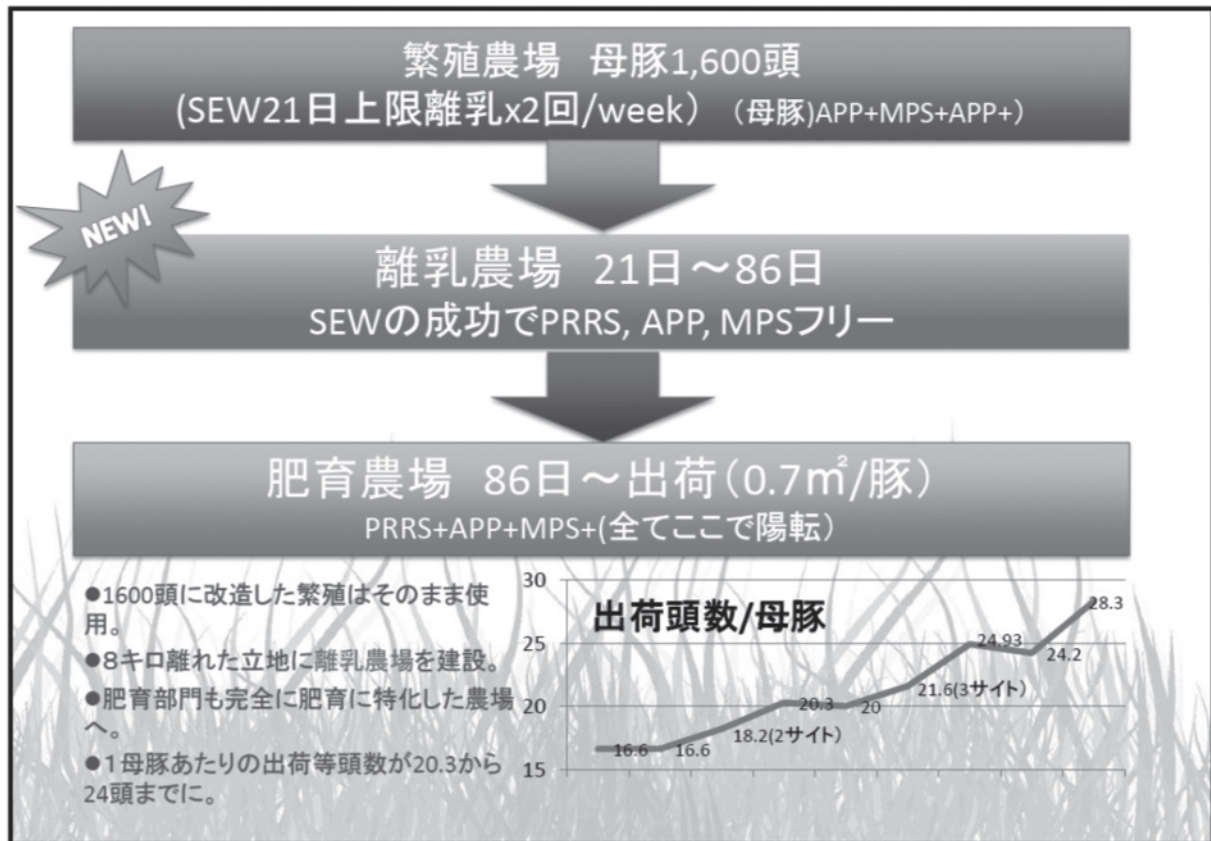 繁殖農場　母豚1,600頭
(SEW21日上限離乳x2回/week)　（母豚)APP+MPS+APP+）
NEW!
離乳農場　21日～86日
SEWの成功でPRRS, APP, MPSフリー
肥育農場　86日～出荷（0.7㎡/豚）
PRRS+APP+MPS+(全てここで陽転）
●1600頭に改造した繁殖はそのまま使
用。
●８キロ離れた立地に離乳農場を建設。
●肥育部門も完全に肥育に特化した農場
へ。
●１母豚あたりの出荷等頭数が20.3から
24頭までに。
出荷頭数/母豚
30
25
20
15
16.6
16.6
18.2(2サイト）
20.3
20
21.6(3サイト）
24.93
24.2
28.3